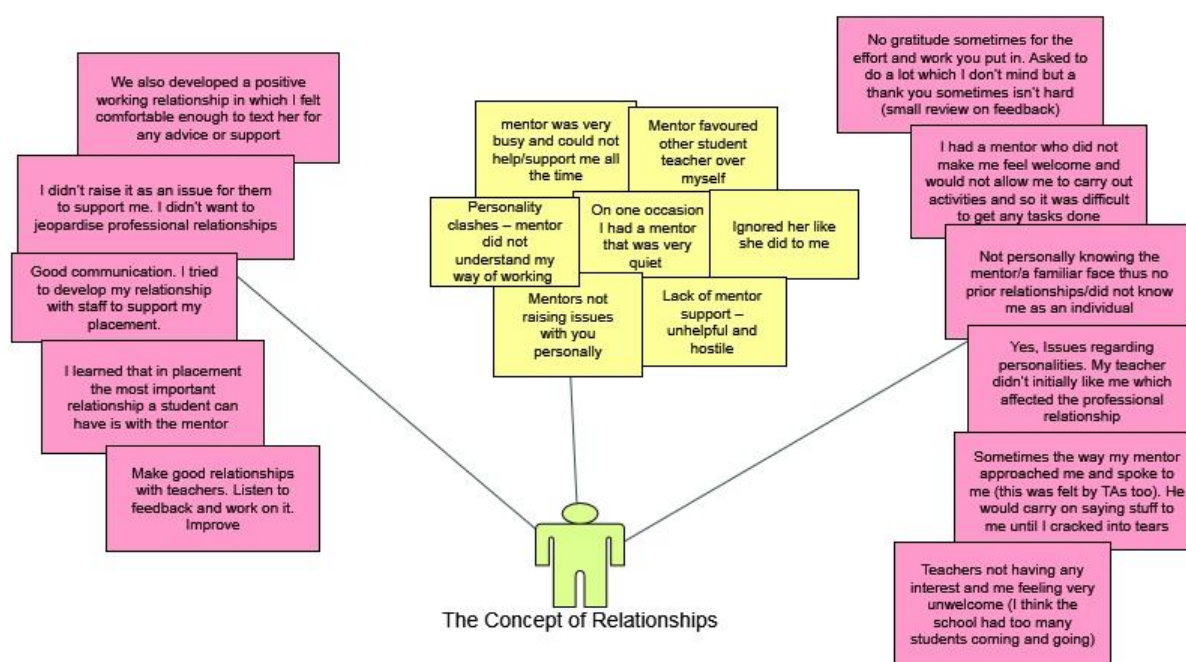 We also developed a positive
working relationship in which I felt
comfortable enough to text her for
any advice or support
I didn't raise it as an issue for them
to support me. I didn't want to
jeopardise professional relationships
Good communication. I tried
to develop my relationship
with staff to support my
placement.
I learned that in placement
the most important
relationship a student can
have is with the mentor
Make good relationships
with teachers. Listen to
feedback and work on it.
Improve
mentor was very
busy and could not
help/support me all
the time
Mentor favoured
other student
teacher over
myself
Personality
clashes – mentor
did not
understand my
way of working
On one occasion
I had a mentor
that was very
quiet
Ignored her like
she did to me
Mentors not
raising issues
with you
personally
Lack of mentor
support –
unhelpful and
hostile
No gratitude sometimes for the
effort and work you put in. Asked to
do a lot which I don't mind but a
thank you sometimes isn't hard
(small review on feedback)
I had a mentor who did not
make me feel welcome and
would not allow me to carry out
activities and so it was difficult
to get any tasks done
Not personally knowing the
mentor/a familiar face thus no
prior relationships/did not know
me as an individual
Yes, Issues regarding
personalities. My teacher
didn't initially like me which
affected the professional
relationship
Sometimes the way my mentor
approached me and spoke to
me (this was felt by TAs too). He
would carry on saying stuff to
me until I cracked into tears
Teachers not having any
interest and me feeling very
unwelcome (I think the
school had too many
students coming and going)
The Concept of Relationships